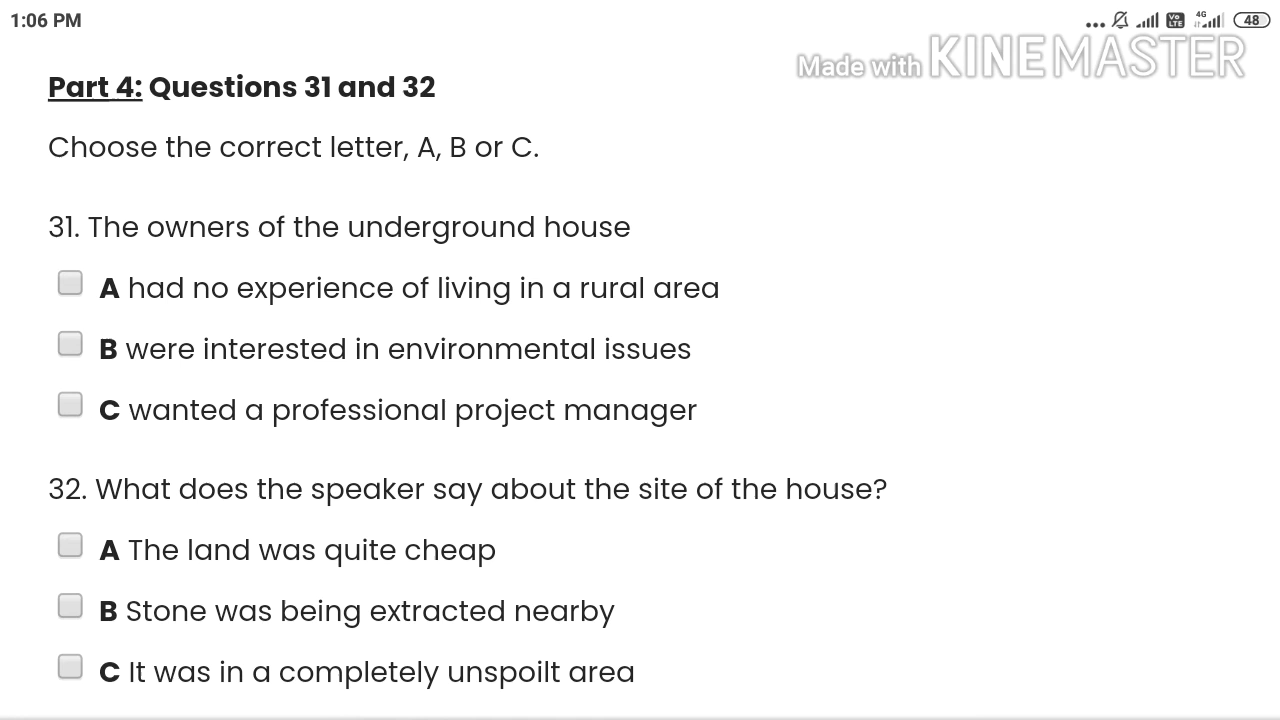 1:06 PM
Vo LTE 4G 48
Made with KINEMASTER
Part 4: Questions 31 and 32
Choose the correct letter, A, B or C.
31. The owners of the underground house
A had no experience of living in a rural area
B were interested in environmental issues
C wanted a professional project manager
32. What does the speaker say about the site of the house?
A The land was quite cheap
B Stone was being extracted nearby
C It was in a completely unspoilt area